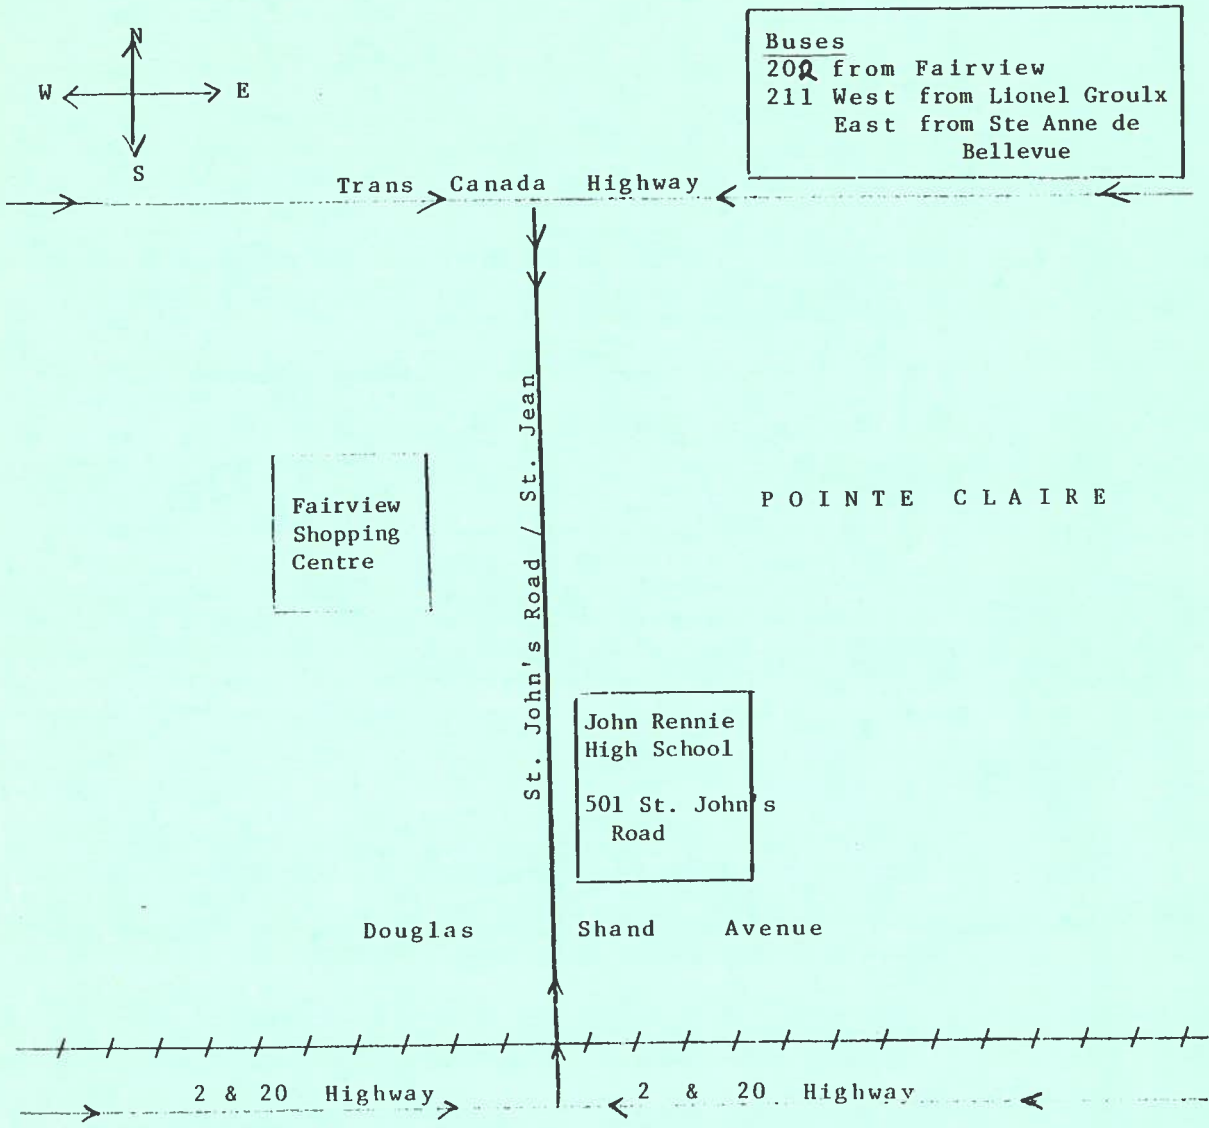 N
W E
S
Buses
202 from Fairview
211 West from Lionel Groulx
East from Ste Anne de
Bellevue
Trans Canada Highway
St. John's Road / St. Jean
Fairview
Shopping
Centre
POINTE CLAIRE
John Rennie
High School
501 St. John's
Road
Douglas Shand Avenue
2 & 20 Highway 2 & 20 Highway